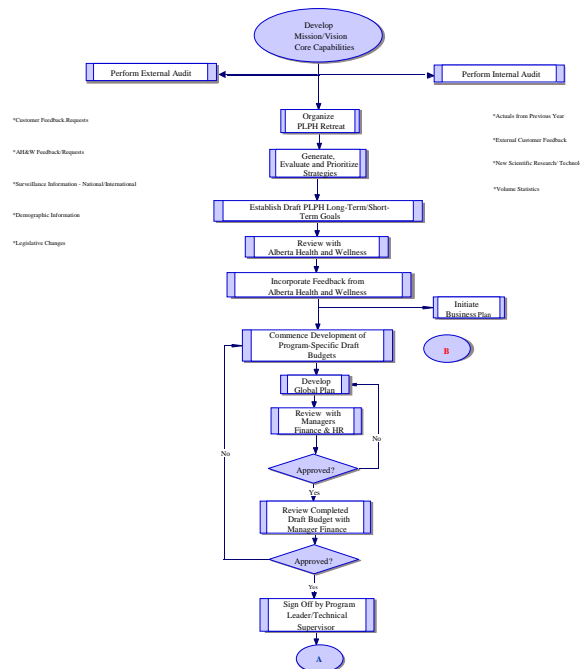 Develop
Mission/Vision
Core Capabilities
Perform External Audit
Perform Internal Audit
Organize
PLPH Retreat
*Customer Feedback.Requests
*Actuals from Previous Year
*External Customer Feedback
*AH&W Feedback/Requests
Generate,
Evaluate and Prioritize
Strategies
*New Scientific Research/ Technolo
*Surveillance Information - National/International
*Volume Statistics
Establish Draft PLPH Long-Term/Short-
Term Goals
*Demographic Information
*Legislative Changes
Review with
Alberta Health and Wellness
Incorporate Feedback from
Alberta Health and Wellness
Initiate
Business Plan
Commence Development of
Program-Specific Draft
Budgets
B
Develop
Global Plan
Review with
Managers
Finance & HR
No
No
Approved?
Yes
Review Completed
Draft Budget with
Manager Finance
Approved?
Yes
Sign Off by Program
Leader/Technical
Supervisor
A